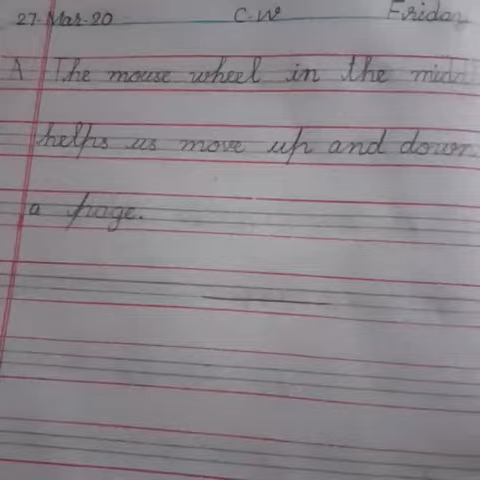 27-Mar-20 C.W Friday
A The mouse wheel in the
helps us move up and down
a page.